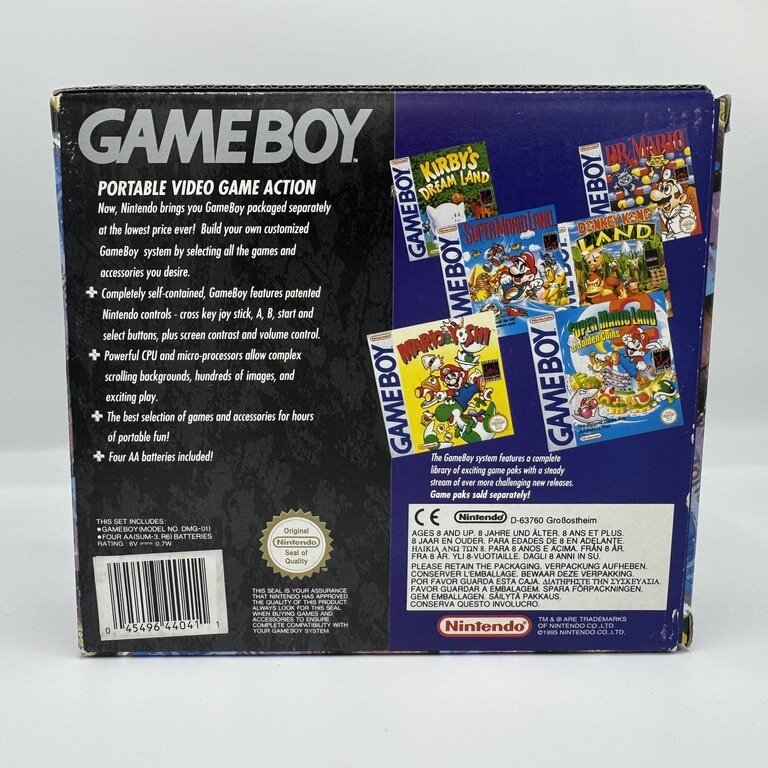 GAMEBOY
PORTABLE VIDEO GAME ACTION
Now, Nintendo brings you GameBoy packaged separately
at the lowest price ever! Build your own customized
GameBoy system by selecting all the games and
accessories you desire.
Completely self-contained, GameBoy features patented
Nintendo controls - cross key joy stick, A, B, start and
select buttons, plus screen contrast and volume control.
Powerful CPU and micro-processors allow complex
scrolling backgrounds, hundreds of images, and
exciting play.
The best selection of games and accessories for hours
of portable fun!
Four AA batteries included!
THIS SET INCLUDES:
●GAMEBOY(MODEL NO. DMG-01)
●FOUR AA(SUM-3, R6) BATTERIES
RATING : 6V 0.7W
0 45496 44041 1
Original
Nintendo
Seal of
Quality
THIS SEAL IS YOUR ASSURANCE
THAT NINTENDO HAS APPROVED
THE QUALITY OF THIS PRODUCT.
ALWAYS LOOK FOR THIS SEAL
WHEN BUYING GAMES AND
ACCESSORIES TO ENSURE
COMPLETE COMPATIBILITY WITH
YOUR GAME BOY SYSTEM.
GAMEBOY
KIRBY'S
DREAM LAND
GAMEBOY
DR. MARIO
SUPER MARIO LAND
DONKEY KONG
LAND
GAMEBOY
MARIO & YOSHI
GAMEBOY
SUPER MARIO LAND
2
6 Golden Coins
The GameBoy system features a complete
library of exciting game paks with a steady
stream of ever more challenging new releases.
Game paks sold separately!
CE Nintendo D-63760 Großostheim
AGES 8 AND UP. 8 JAHRE UND ÄLTER. 8 ANS ET PLUS.
8 JAAR EN OUDER. PARA EDADES DE 8 EN ADELANTE.
ΗΛΙΚΙΑ ΑΝΩ ΤΩΝ 8. PARA 8 ANOS E ACIMA. FRÅN 8 ÅR.
FRA 8 ÅR. YLI 8-VUOTIAILLE. DAGLI 8 ANNI IN SU.
PLEASE RETAIN THE PACKAGING. VERPACKUNG AUFHEBEN.
CONSERVER L'EMBALLAGE. BEWAAR DEZE VERPAKKING.
POR FAVOR GUARDA ESTA CAJA. ΔΙΑΤΗΡΗΣΤΕ ΤΗΝ ΣΥΣΚΕΥΑΣΙΑ.
FAVOR GUARDAR A EMBALAGEM. SPARA FÖRPACKNINGEN.
GEM EMBALLAGEN. SÄILYTÄ PAKKAUS.
CONSERVA QUESTO INVOLUCRO.
Nintendo
TM & ® ARE TRADEMARKS
OF NINTENDO CO.,LTD.
©1995 NINTENDO CO.,LTD.